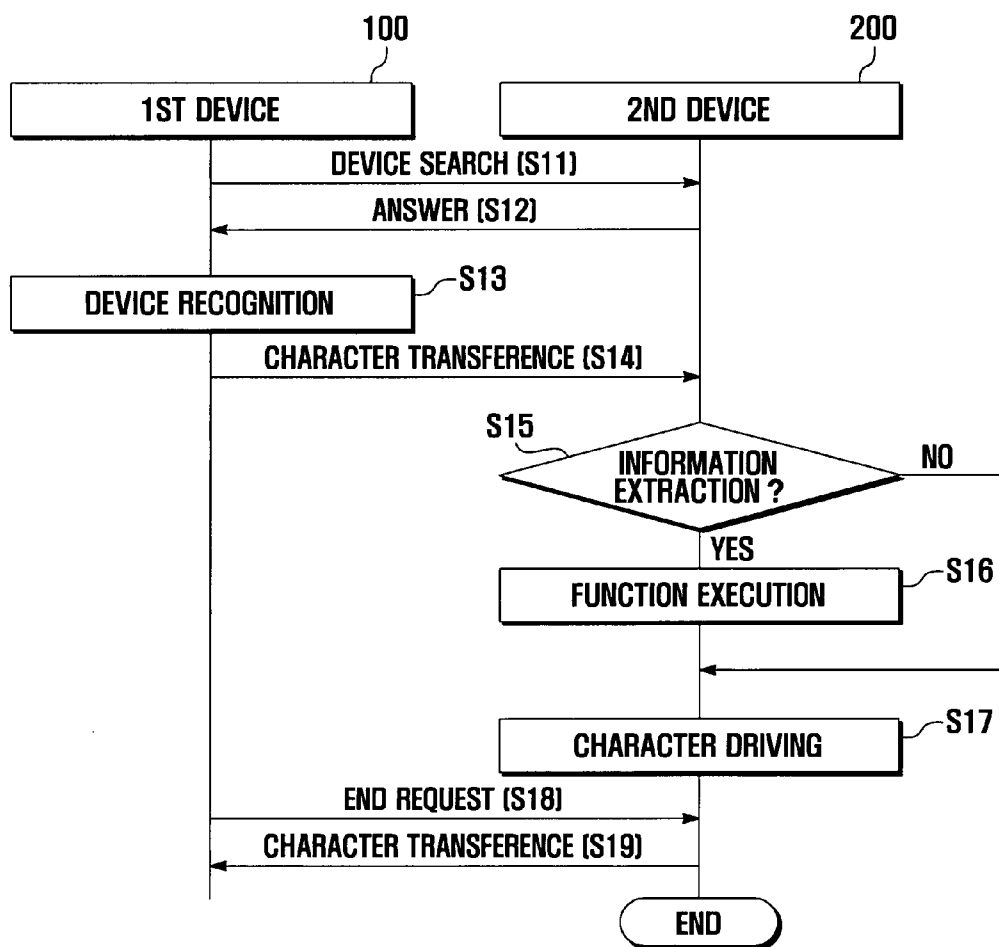 100
200
1ST DEVICE
2ND DEVICE
DEVICE SEARCH (S11)
ANSWER (S12)
DEVICE RECOGNITION
S13
CHARACTER TRANSFERENCE (S14)
S15
INFORMATION
EXTRACTION ?
NO
YES
FUNCTION EXECUTION
S16
CHARACTER DRIVING
S17
END REQUEST (S18)
CHARACTER TRANSFERENCE (S19)
END